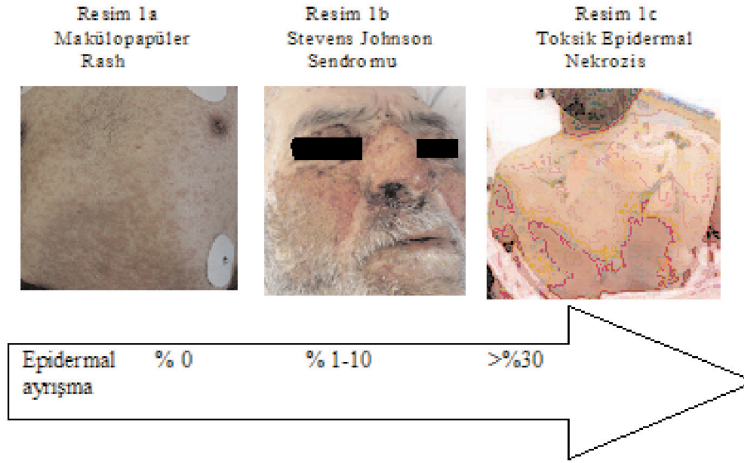 Resim 1a
Makülopapüler
Rash
Resim 1b
Stevens Johnson
Sendromu
Resim 1c
Toksik Epidermal
Nekrozis
Epidermal
ayrışma
% 0
% 1-10
>%30